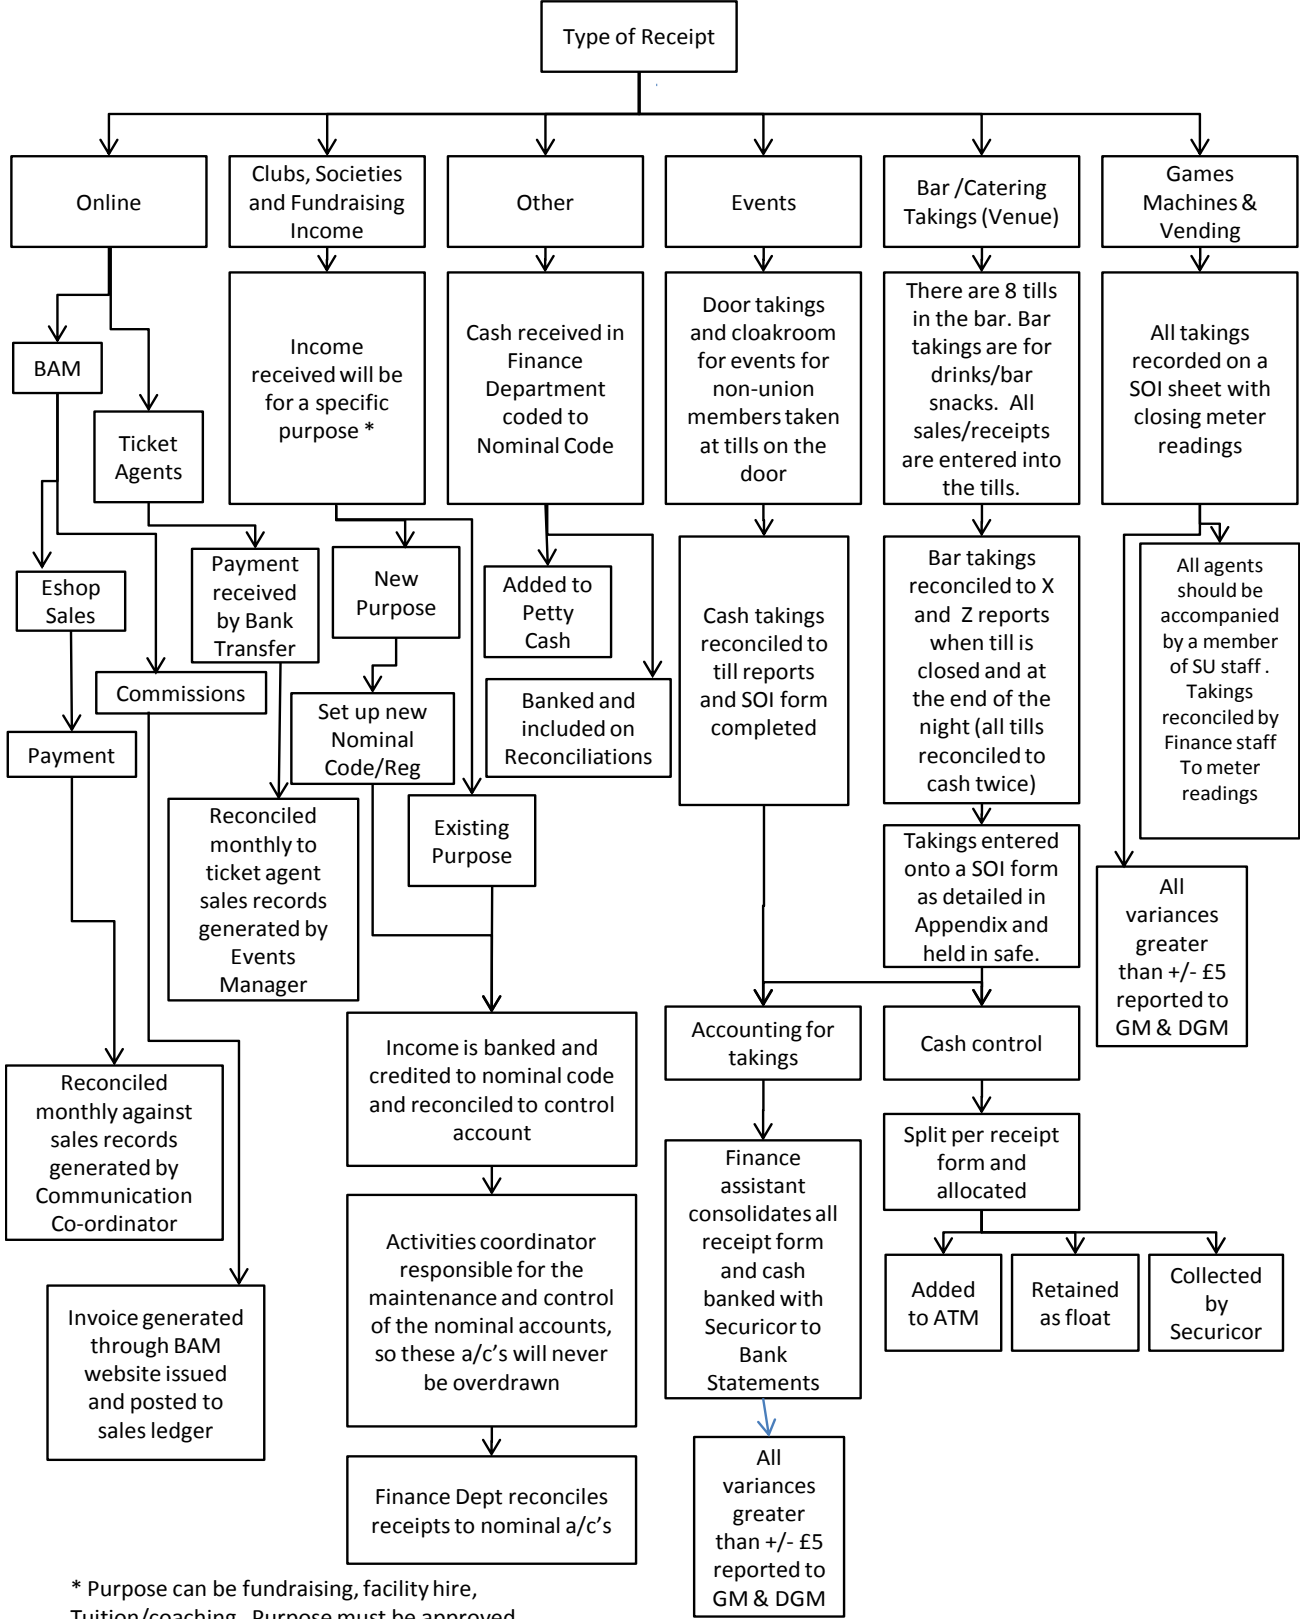 Type of Receipt
Online
Clubs, Societies
and Fundraising
Income
Other
Events
Bar /Catering
Takings (Venue)
Games
Machines &
Vending
BAM
Ticket
Agents
Income
received will be
for a specific
purpose *
Cash received in
Finance
Department
coded to
Nominal Code
Door takings
and cloakroom
for events for
non-union
members taken
at tills on the
door
There are 8 tills
in the bar. Bar
takings are for
drinks/bar
snacks.  All
sales/receipts
are entered into
the tills.
All takings
recorded on a
SOI sheet with
closing meter
readings
Eshop
Sales
Payment
received
by Bank
Transfer
New
Purpose
Added to
Petty
Cash
Cash takings
reconciled to
till reports
and SOI form
completed
Bar takings
reconciled to X
and  Z reports
when till is
closed and at
the end of the
night (all tills
reconciled to
cash twice)
All agents
should be
accompanied
by a member
of SU staff .
Takings
reconciled by
Finance staff
To meter
readings
Commissions
Payment
Set up new
Nominal
Code/Reg
Banked and
included on
Reconciliations
Reconciled
monthly to
ticket agent
sales records
generated by
Events
Manager
Existing
Purpose
Takings entered
onto a SOI form
as detailed in
Appendix and
held in safe.
All
variances
greater
than +/- £5
reported to
GM & DGM
Income is banked and
credited to nominal code
and reconciled to control
account
Accounting for
takings
Cash control
Reconciled
monthly against
sales records
generated by
Communication
Co-ordinator
Split per receipt
form and
allocated
Finance
assistant
consolidates all
receipt form
and cash
banked with
Securicor to
Bank
Statements
Activities coordinator
responsible for the
maintenance and control
of the nominal accounts,
so these a/c's will never
be overdrawn
Added
to ATM
Retained
as float
Collected
by
Securicor
Invoice generated
through BAM
website issued
and posted to
sales ledger
All
variances
greater
than +/- £5
reported to
GM & DGM
Finance Dept reconciles
receipts to nominal a/c's
* Purpose can be fundraising, facility hire,
Tuition/coaching.  Purpose must be approved